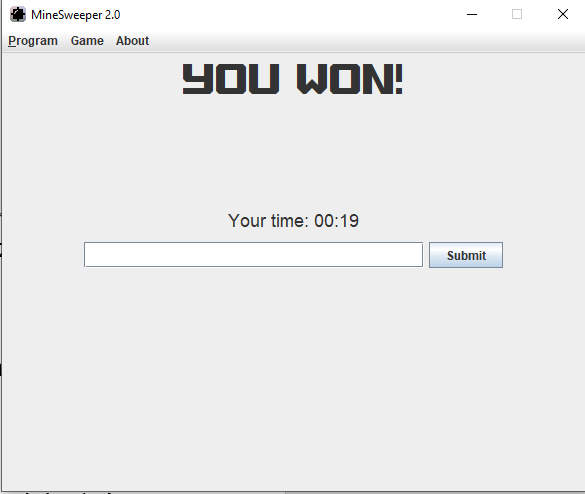 MineSweeper 2.0
Program Game About
YOU WON!
Your time: 00:19
Submit